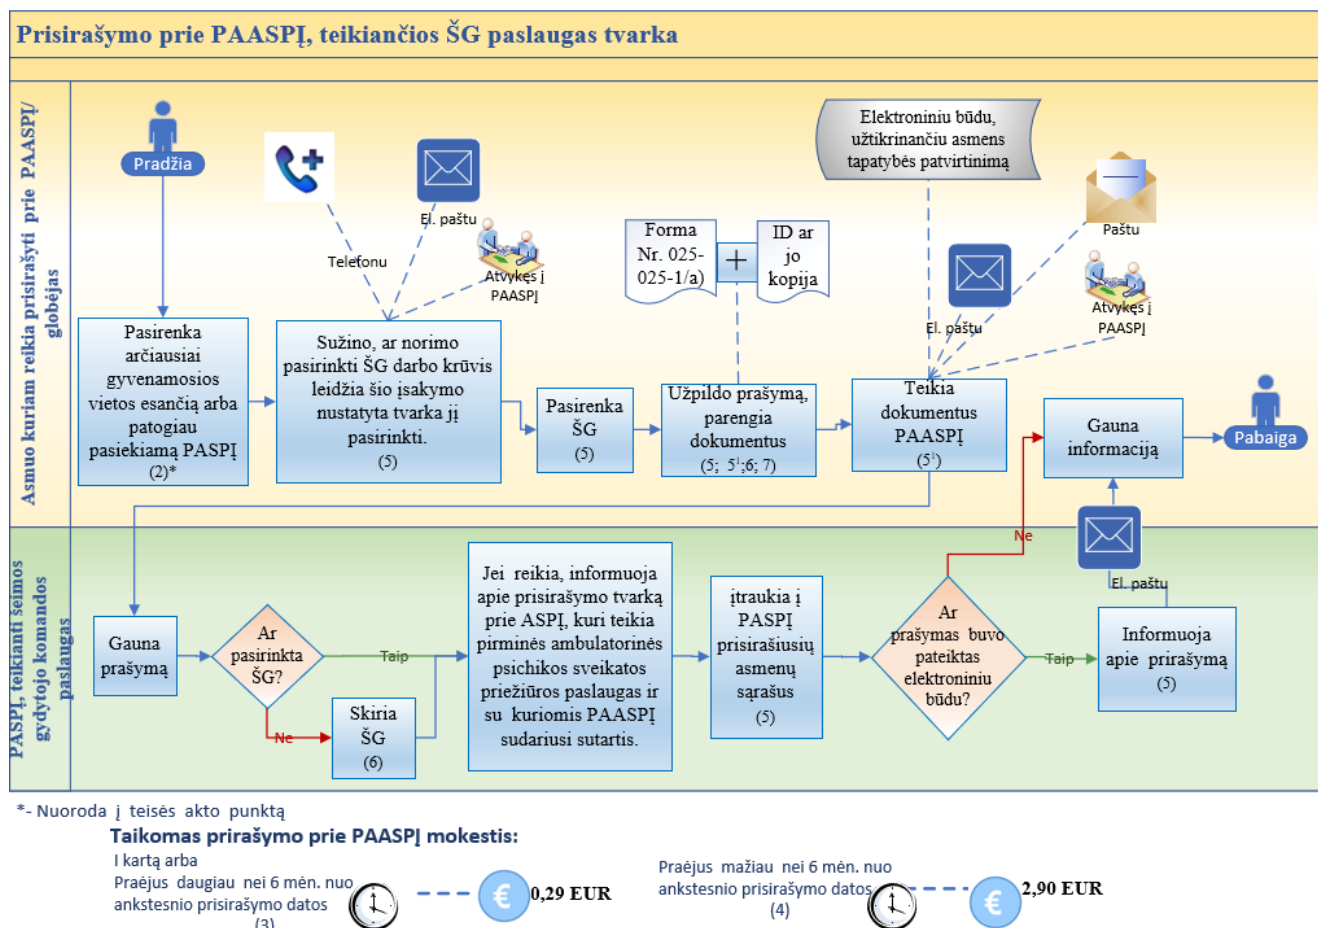 Prisirašymo prie PAASPĮ, teikiančios ŠG paslaugas tvarka
Asmuo kuriam reikia prisirašyti prie PAASPĮ/
globėjas
Pradžia
Telefonu
El. paštu
Atvykęs į
PAASPĮ
Forma
Nr. 025-
025-1/a)
+
ID ar
jo
kopija
Elektroniniu būdu,
užtikrinančiu asmens
tapatybės patvirtinimą
El. paštu
Paštu
Atvykęs į
PAASPĮ
Pasirenka
arčiausiai
gyvenamosios
vietos esančią arba
patogiau
pasiekiamą PASPĮ
(2)*
Sužino, ar norimo
pasirinkti ŠG darbo krūvis
leidžia šio įsakymo
nustatyta tvarka jį
pasirinkti.
(5)
Pasirenka
ŠG
(5)
Užpildo prašymą,
parengia
dokumentus
(5; 5¹;6; 7)
Teikia
dokumentus
PAASPĮ
(5¹)
Gauna
informaciją
Pabaiga
PASPĮ, teikianti šeimos
gydytojo komandos
paslaugas
Gauna
prašymą
Ar
pasirinkta
ŠG?
Taip
Ne
Skiria
ŠG
(6)
Jei reikia, informuoja
apie prisirašymo tvarką
prie ASPĮ, kuri teikia
pirminės ambulatorinės
psichikos sveikatos
priežiūros paslaugas ir
su kuriomis PAASPĮ
sudariusi sutartis.
įtraukia į
PASPĮ
prisirašiusių
asmenų
sąrašus
(5)
Ar
prašymas buvo
pateiktas
elektroniniu
būdu?
Ne
Taip
El. paštu
Informuoja
apie prirašymą
(5)
*- Nuoroda į teisės akto punktą
Taikomas prirašymo prie PAASPĮ mokestis:
I kartą arba
Praėjus daugiau nei 6 mėn. nuo
ankstesnio prisirašymo datos
(3)
€
0,29 EUR
Praėjus mažiau nei 6 mėn. nuo
ankstesnio prisirašymo datos
(4)
€
2,90 EUR